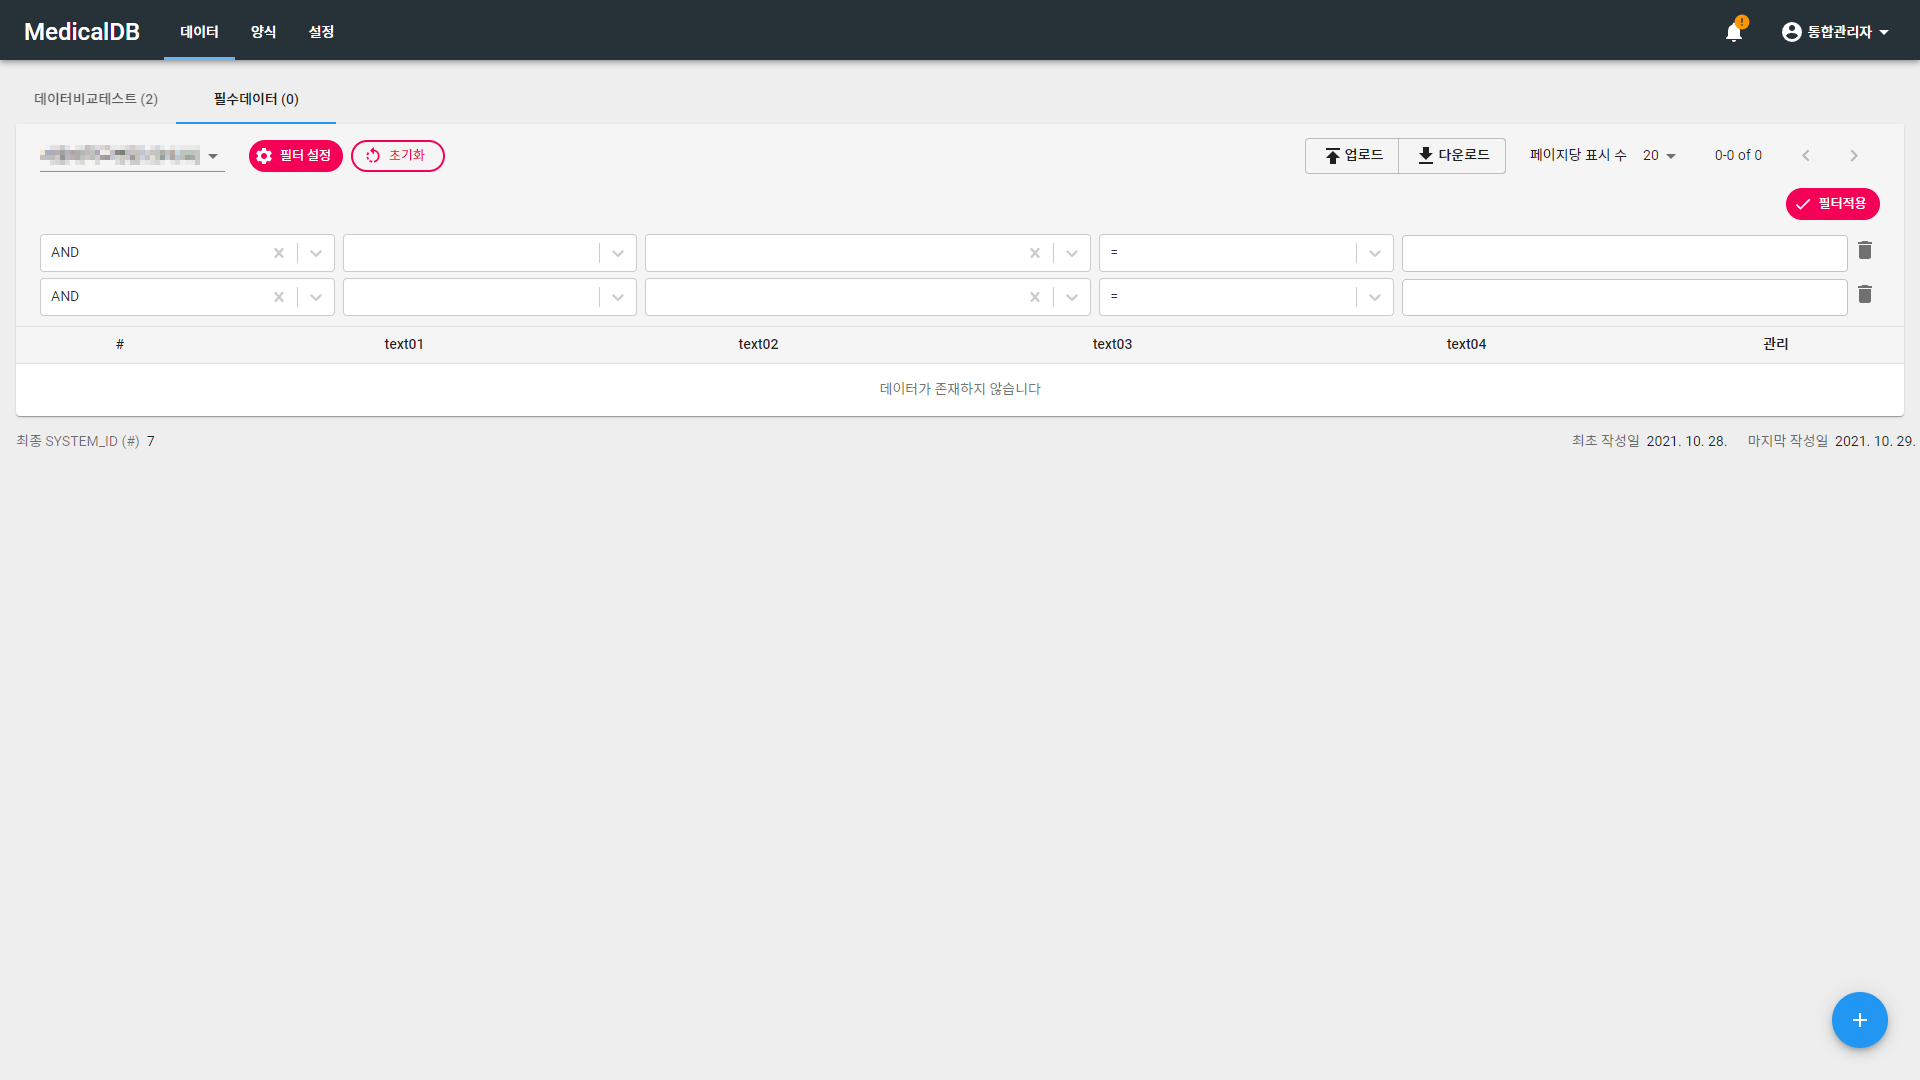 MedicalDB 데이터 양식 설정 ! 통합관리자
데이터비교테스트 (2) 필수데이터 (0)
필터 설정 초기화 업로드 다운로드 페이지당 표시 수 20 0-0 of 0
필터적용
AND =
AND =
# text01 text02 text03 text04 관리
데이터가 존재하지 않습니다
최종 SYSTEM_ID (#) 7 최초 작성일 2021. 10. 28. 마지막 작성일 2021. 10. 29.